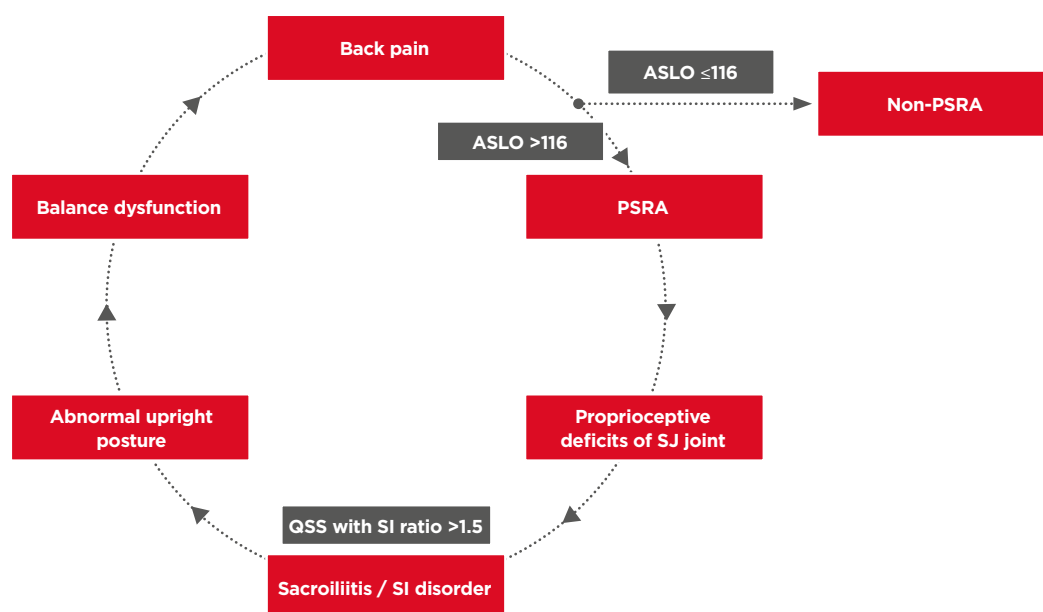 Back pain
ASLO ≤116
Non-PSRA
ASLO >116
Balance dysfunction
PSRA
Abnormal upright
posture
Proprioceptive
deficits of SJ joint
QSS with SI ratio >1.5
Sacroiliitis / SI disorder